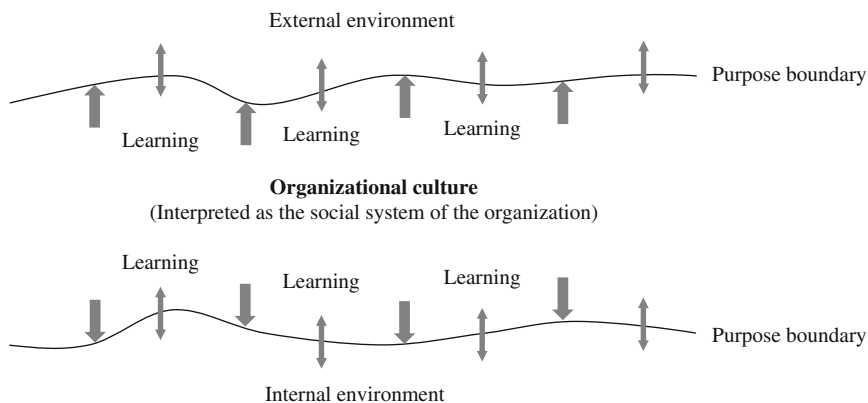 External environment
Purpose boundary
Learning Learning Learning
Organizational culture
(Interpreted as the social system of the organization)
Learning
Learning Learning
Purpose boundary
Internal environment